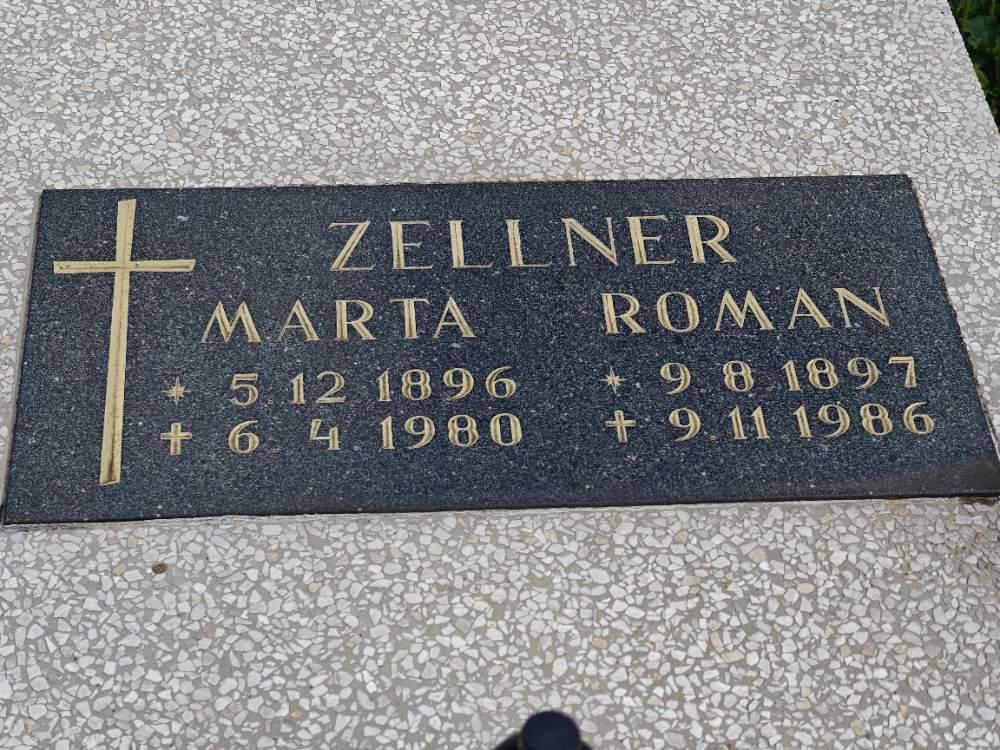 ZELLNER
MARTA ROMAN
* 5. 12 1896 * 9. 8. 1897
+ 6. 4. 1980 + 9. 11 1986